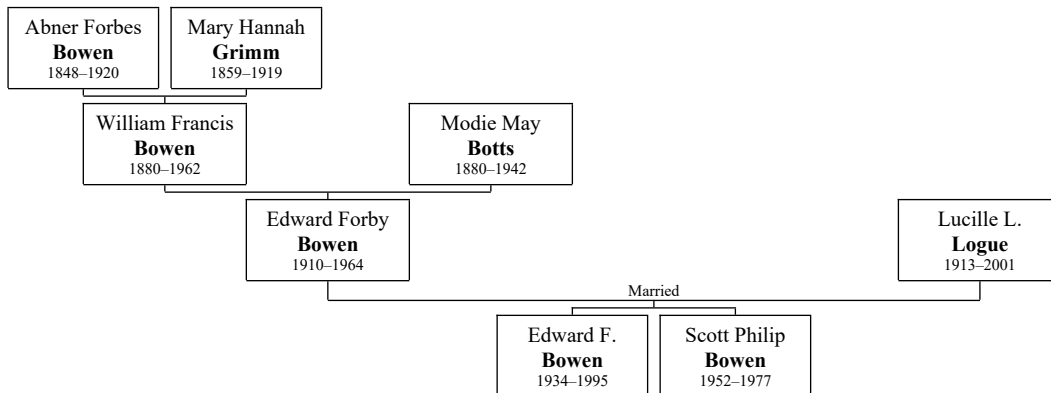 Abner Forbes
Bowen
1848–1920
Mary Hannah
Grimm
1859–1919
William Francis
Bowen
1880–1962
Modie May
Botts
1880–1942
Edward Forby
Bowen
1910–1964
Lucille L.
Logue
1913–2001
Married
Edward F.
Bowen
1934–1995
Scott Philip
Bowen
1952–1977